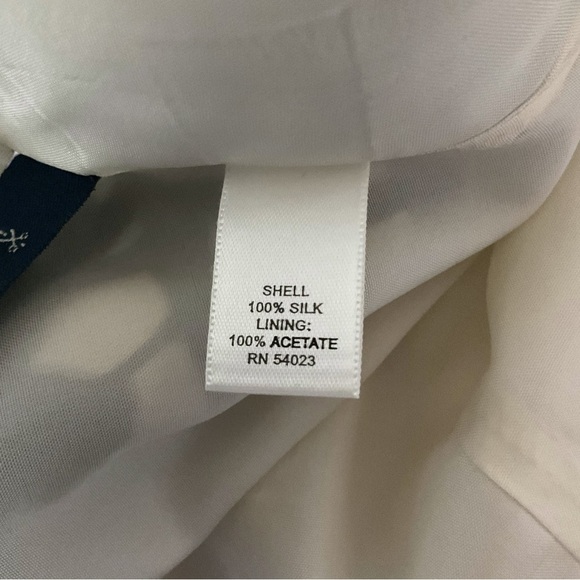 SHELL
100% SILK
LINING:
100% ACETATE
RN 54023